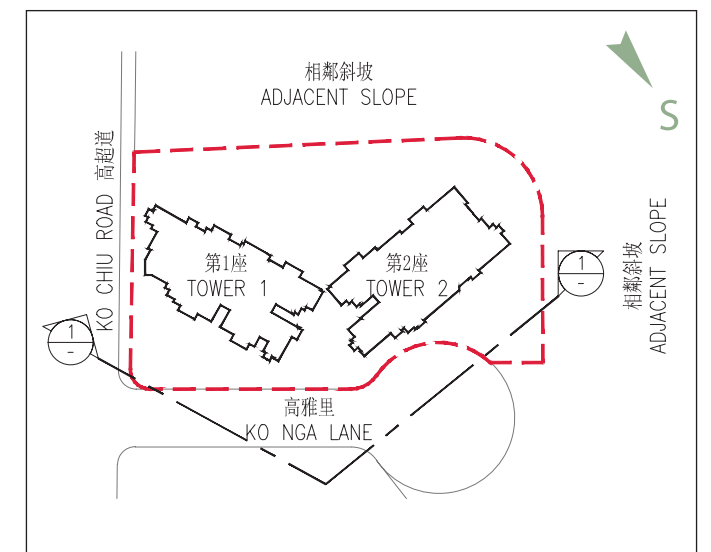 相鄰斜坡
ADJACENT SLOPE
S
KO CHIU ROAD 高超道
第1座
TOWER 1
第2座
TOWER 2
1
-
相鄰斜坡
ADJACENT SLOPE
1
-
高雅里
KO NGA LANE